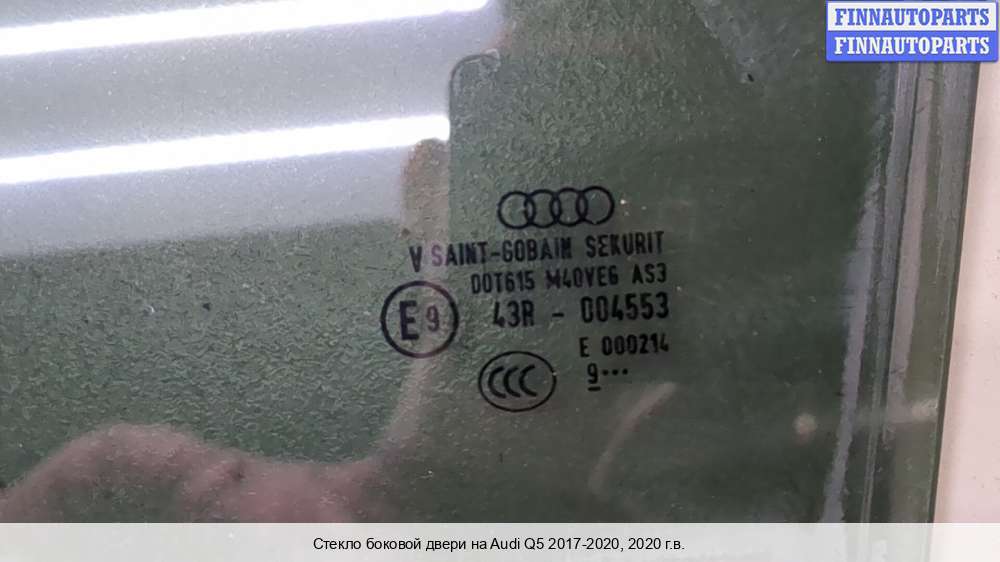 FINNAUTOPARTS
FINNAUTOPARTS
V SAINT-GOBAIN SEKURIT
DOT615 M40VE6 AS3
E9 43R - 004553
E 000214
CCC 9...
Стекло боковой двери на Audi Q5 2017-2020, 2020 г.в.